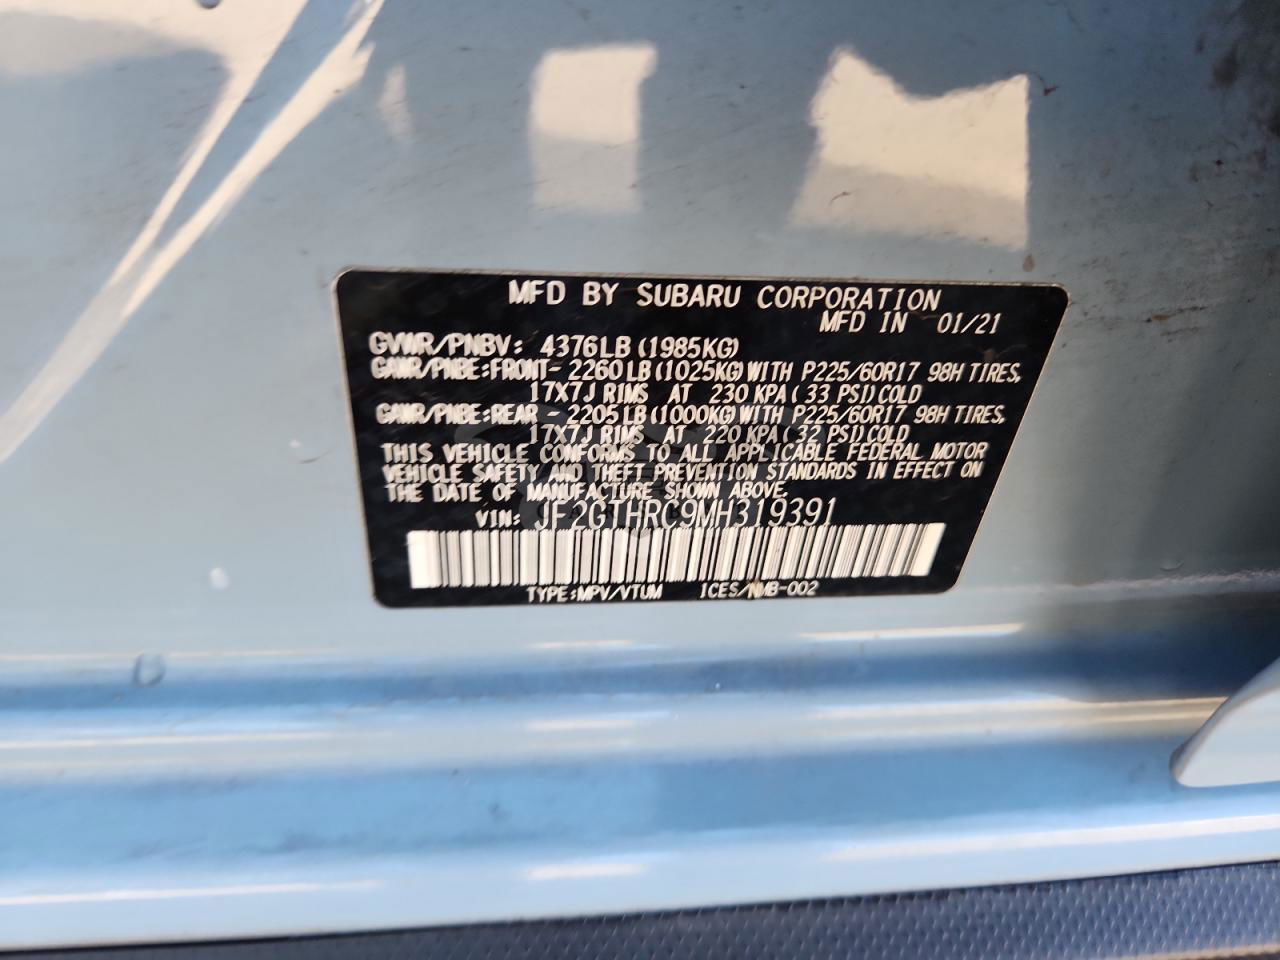 MFD BY SUBARU CORPORATION
MFD IN 01/21
GVWR/PNBV: 4376LB (1985KG)
GAWR/PNBE:FRONT- 2260LB (1025KG)WITH P225/60R17 98H TIRES,
17X7J RIMS AT 230 KPA( 33 PSI)COLD
GAWR/PNBE:REAR - 2205LB (1000KG)WITH P225/60R17 98H TIRES,
17X7J RIMS AT 220 KPA( 32 PSI)COLD
THIS VEHICLE CONFORMS TO ALL APPLICABLE FEDERAL MOTOR
VEHICLE SAFETY AND THEFT PREVENTION STANDARDS IN EFFECT ON
THE DATE OF MANUFACTURE SHOWN ABOVE.
VIN: JF2GTHRC9MH319391
TYPE:MPV/VTUM ICES/NMB-002